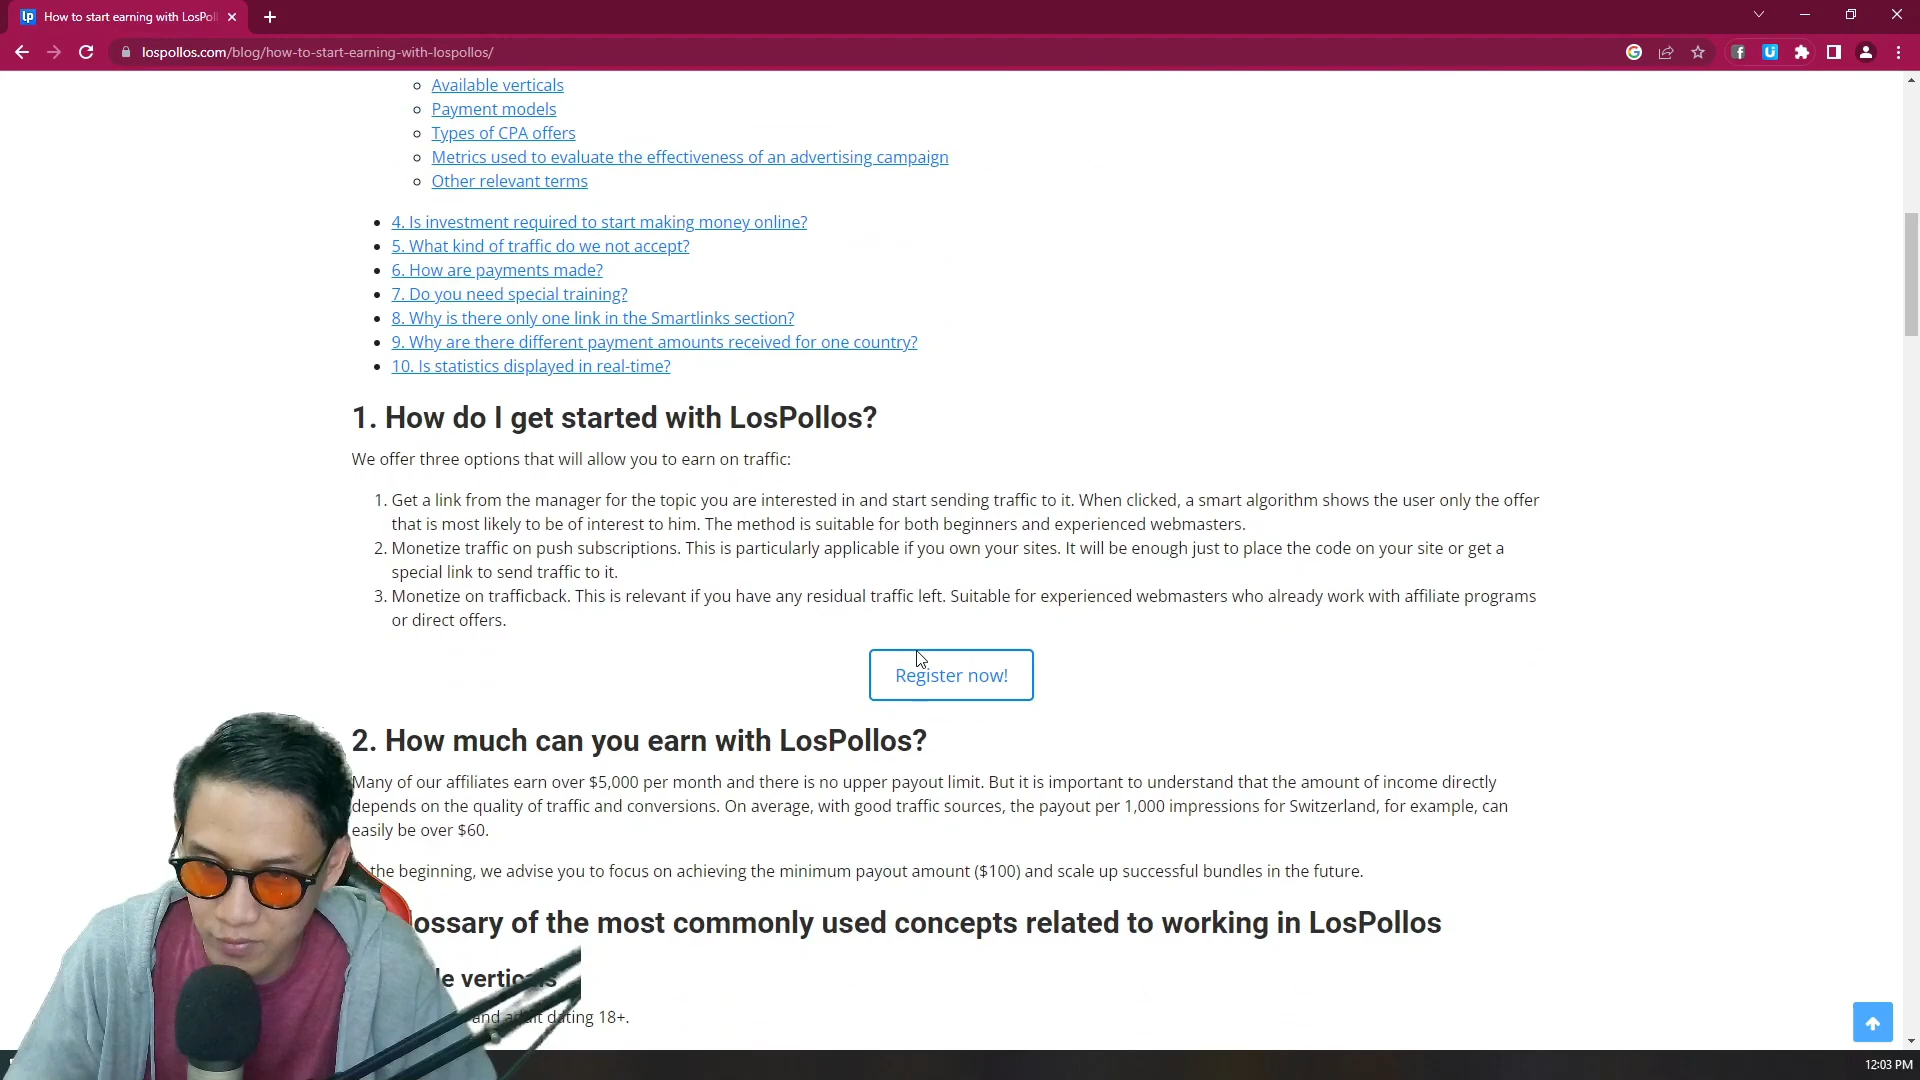 How to start earning with LosPoll
lospollos.com/blog/how-to-start-earning-with-lospollos/
Available verticals
Payment models
Types of CPA offers
Metrics used to evaluate the effectiveness of an advertising campaign
Other relevant terms
4. Is investment required to start making money online?
5. What kind of traffic do we not accept?
6. How are payments made?
7. Do you need special training?
8. Why is there only one link in the Smartlinks section?
9. Why are there different payment amounts received for one country?
10. Is statistics displayed in real-time?
1. How do I get started with LosPollos?
We offer three options that will allow you to earn on traffic:
1. Get a link from the manager for the topic you are interested in and start sending traffic to it. When clicked, a smart algorithm shows the user only the offer
that is most likely to be of interest to him. The method is suitable for both beginners and experienced webmasters.
2. Monetize traffic on push subscriptions. This is particularly applicable if you own your sites. It will be enough just to place the code on your site or get a
special link to send traffic to it.
3. Monetize on trafficback. This is relevant if you have any residual traffic left. Suitable for experienced webmasters who already work with affiliate programs
or direct offers.
Register now!
2. How much can you earn with LosPollos?
Many of our affiliates earn over $5,000 per month and there is no upper payout limit. But it is important to understand that the amount of income directly
depends on the quality of traffic and conversions. On average, with good traffic sources, the payout per 1,000 impressions for Switzerland, for example, can
easily be over $60.
the beginning, we advise you to focus on achieving the minimum payout amount ($100) and scale up successful bundles in the future.
lossary of the most commonly used concepts related to working in LosPollos
le verticals
and adult dating 18+.
12:03 PM